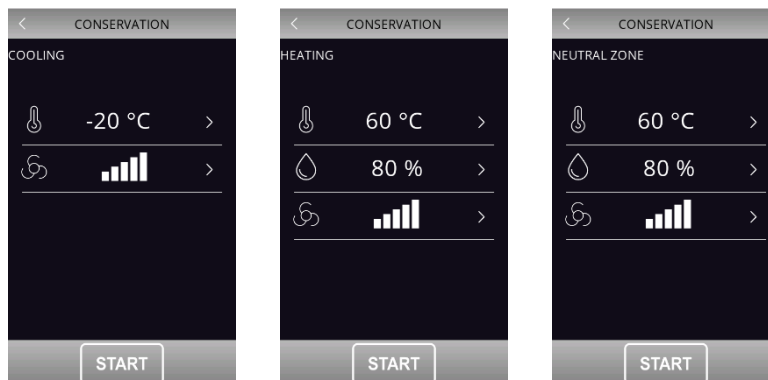 CONSERVATION
COOLING
-20 °C
START
CONSERVATION
HEATING
60 °C
80 %
START
CONSERVATION
NEUTRAL ZONE
60 °C
80 %
START